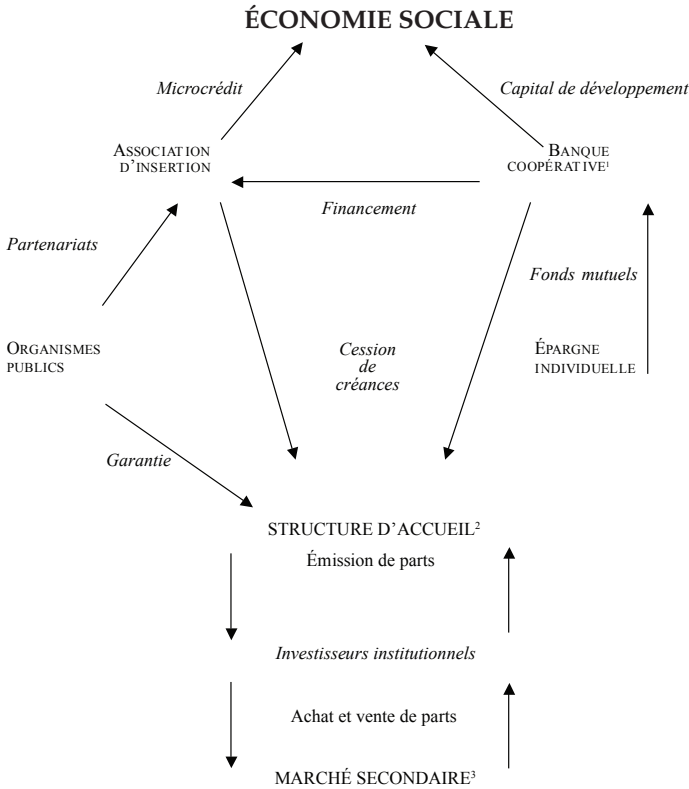 ÉCONOMIE SOCIALE
Microcrédit
Capital de développement
ASSOCIATION
D’INSERTION
BANQUE
COOPÉRATIVE¹
Financement
Partenariats
Fonds mutuels
ORGANISMES
PUBLICS
Cession
de
créances
ÉPARGNE
INDIVIDUELLE
Garantie
STRUCTURE D’ACCUEIL²
Émission de parts
Investisseurs institutionnels
Achat et vente de parts
MARCHÉ SECONDAIRE³